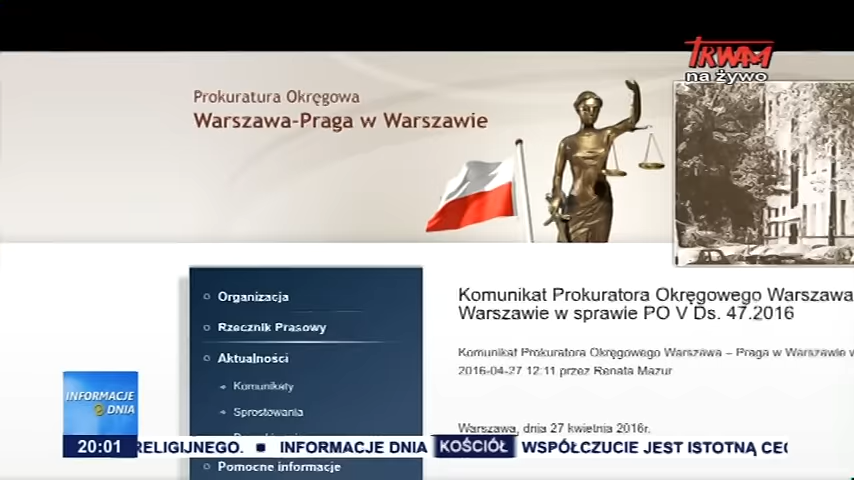 TRWAM
na żywo
Prokuratura Okręgowa
Warszawa-Praga w Warszawie
Organizacja
Rzecznik Prasowy
Aktualności
Komunikaty
Sprostowania
Pomocne informacje
Komunikat Prokuratora Okręgowego Warszawa
Warszawie w sprawie PO V Ds. 47.2016
Komunikat Prokuratora Okręgowego Warszawa – Praga w Warszawie w
2016-04-27 12:11 przez Renata Mazur
Warszawa, dnia 27 kwietnia 2016r.
INFORMACJE
DNIA
20:01
RELIGIJNEGO. ■ INFORMACJE DNIA KOŚCIÓŁ WSPÓŁCZUCIE JEST ISTOTNĄ CEC